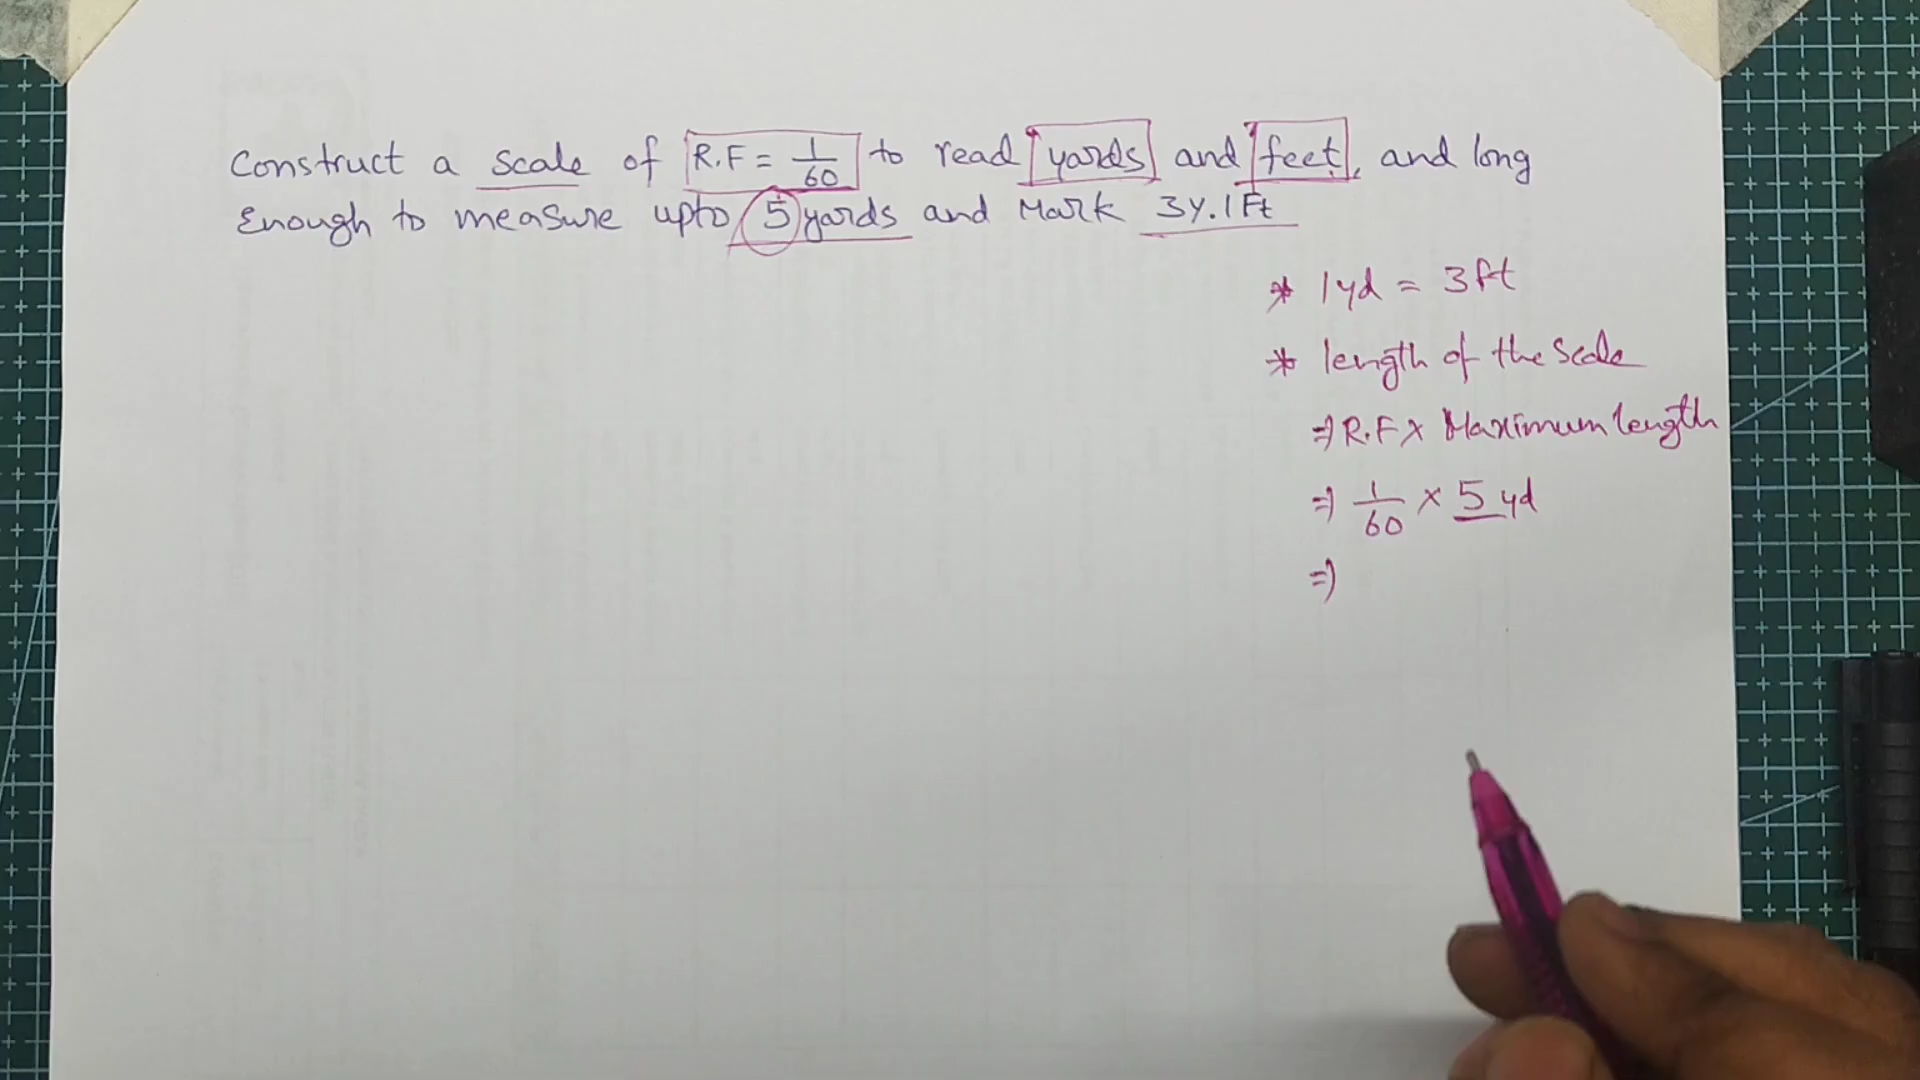 Construct a scale of R.F = 1/60 to read yards and feet, and long
Enough to measure upto 5 yards and Mark 3y.1Ft
* 1yd = 3ft
* length of the Scale
⇒ R.F x Maximum length
⇒ 1/60 x 5 yd
⇒